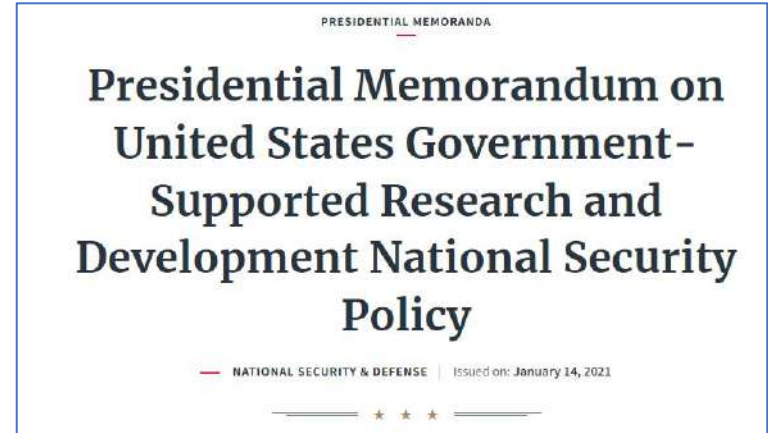 PRESIDENTIAL MEMORANDA
Presidential Memorandum on
United States Government-
Supported Research and
Development National Security
Policy
NATIONAL SECURITY & DEFENSE | Issued on: January 14, 2021